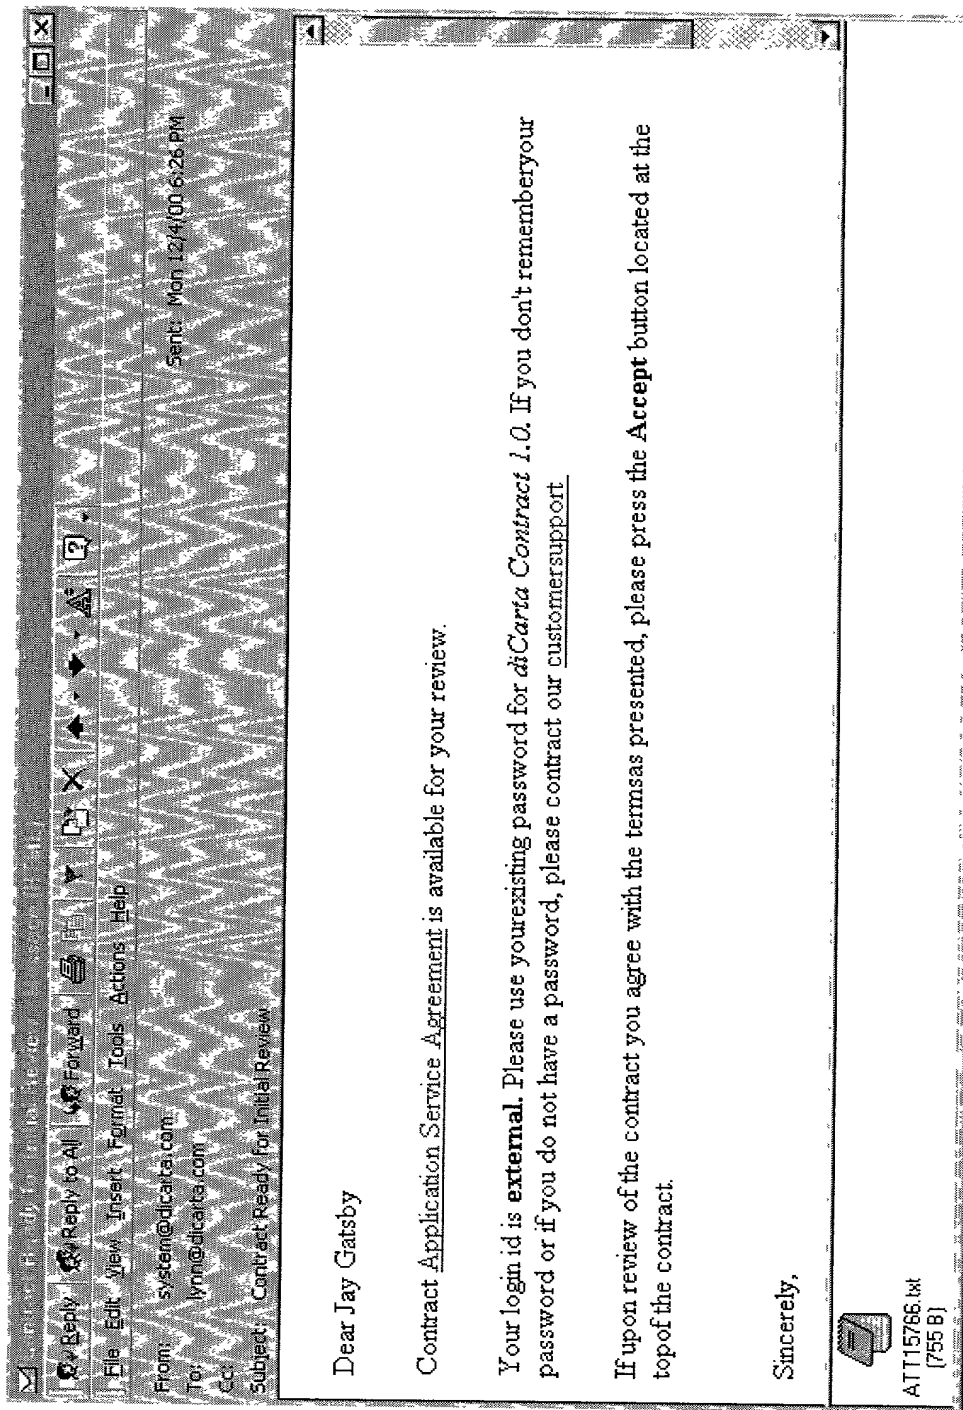 Reply Reply to All Forward
File Edit View Insert Format Tools Actions Help
From: system@dicarta.com Sent: Mon 12/4/00 6:26 PM
To: lynn@dicarta.com
Cc:
Subject: Contract Ready for Initial Review
Dear Jay Gatsby
Contract Application Service Agreement is available for your review.
Your login id is external. Please use yourexisting password for diCarta Contract 1.0. If you don't rememberyour
password or if you do not have a password, please contract our customersupport
If upon review of the contract you agree with the termsas presented, please press the Accept button located at the
topof the contract.
Sincerely,
ATT15766.txt
(755 B)